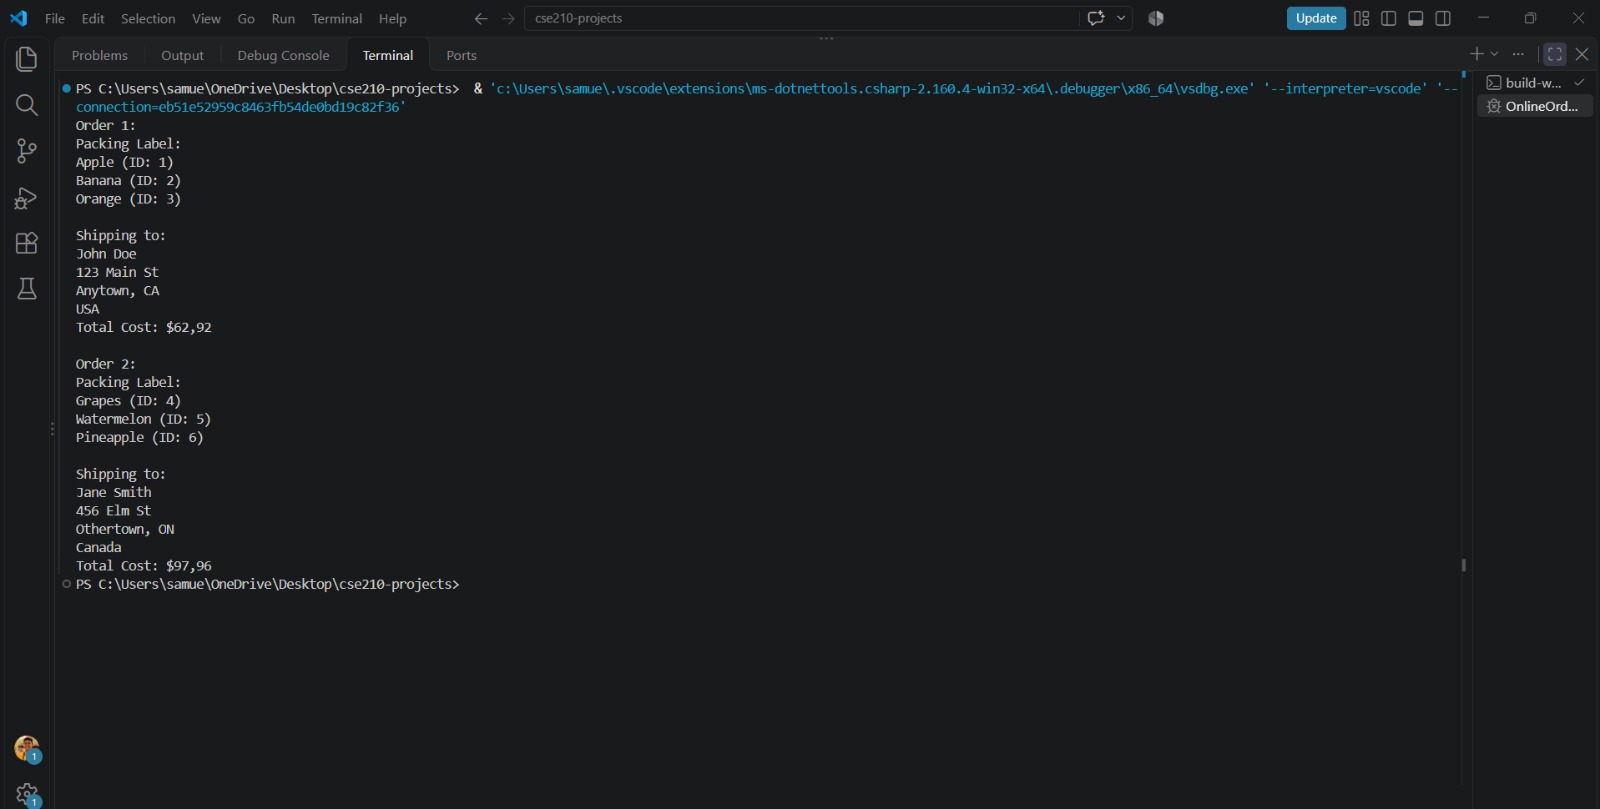 File Edit Selection View Go Run Terminal Help
cse210-projects
Update
Problems Output Debug Console Terminal Ports
PS C:\Users\samue\OneDrive\Desktop\cse210-projects> & 'c:\Users\samue\.vscode\extensions\ms-dotnettools.csharp-2.160.4-win32-x64\.debugger\x86_64\vsdbg.exe' '--interpreter=vscode' '--
connection=eb51e52959c8463fb54de0bd19c82f36'
build-w...
OnlineOrd...
Order 1:
Packing Label:
Apple (ID: 1)
Banana (ID: 2)
Orange (ID: 3)
Shipping to:
John Doe
123 Main St
Anytown, CA
USA
Total Cost: $62,92
Order 2:
Packing Label:
Grapes (ID: 4)
Watermelon (ID: 5)
Pineapple (ID: 6)
Shipping to:
Jane Smith
456 Elm St
Othertown, ON
Canada
Total Cost: $97,96
PS C:\Users\samue\OneDrive\Desktop\cse210-projects>
1
1